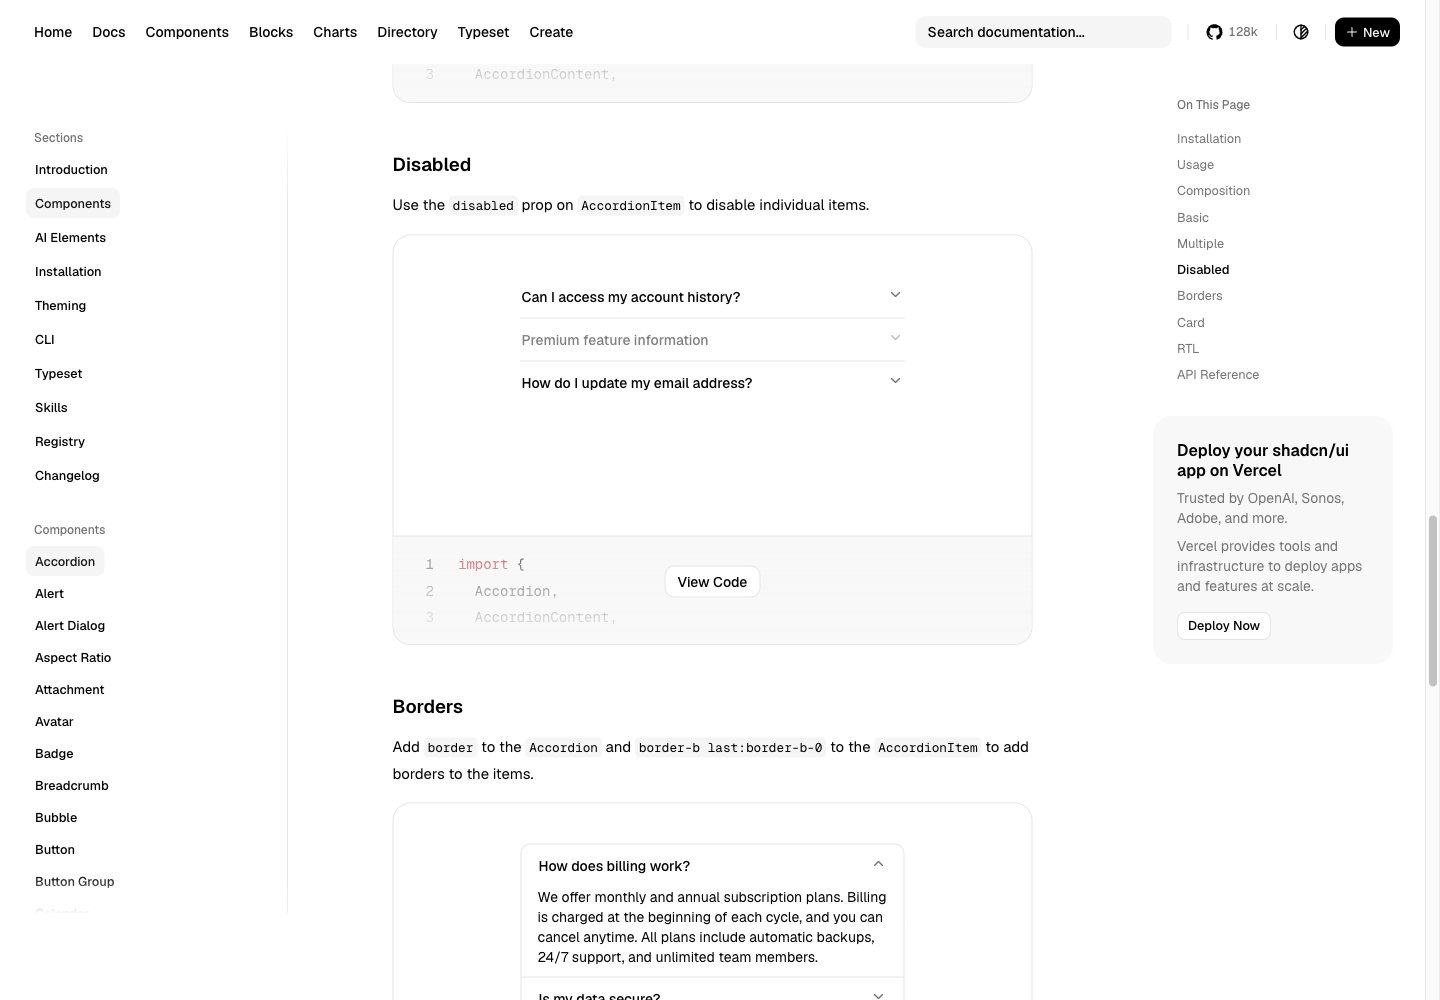 Home Docs Components Blocks Charts Directory Typeset Create
Search documentation...
128k
New
Sections
Introduction
Components
AI Elements
Installation
Theming
CLI
Typeset
Skills
Registry
Changelog
Components
Accordion
Alert
Alert Dialog
Aspect Ratio
Attachment
Avatar
Badge
Breadcrumb
Bubble
Button
Button Group
Calendar
3 AccordionContent,
Disabled
Use the disabled prop on AccordionItem to disable individual items.
Can I access my account history?
Premium feature information
How do I update my email address?
1 import {
2 Accordion,
3 AccordionContent,
View Code
Borders
Add border to the Accordion and border-b last:border-b-0 to the AccordionItem to add
borders to the items.
How does billing work?
We offer monthly and annual subscription plans. Billing
is charged at the beginning of each cycle, and you can
cancel anytime. All plans include automatic backups,
24/7 support, and unlimited team members.
Is my data secure?
On This Page
Installation
Usage
Composition
Basic
Multiple
Disabled
Borders
Card
RTL
API Reference
Deploy your shadcn/ui
app on Vercel
Trusted by OpenAI, Sonos,
Adobe, and more.
Vercel provides tools and
infrastructure to deploy apps
and features at scale.
Deploy Now